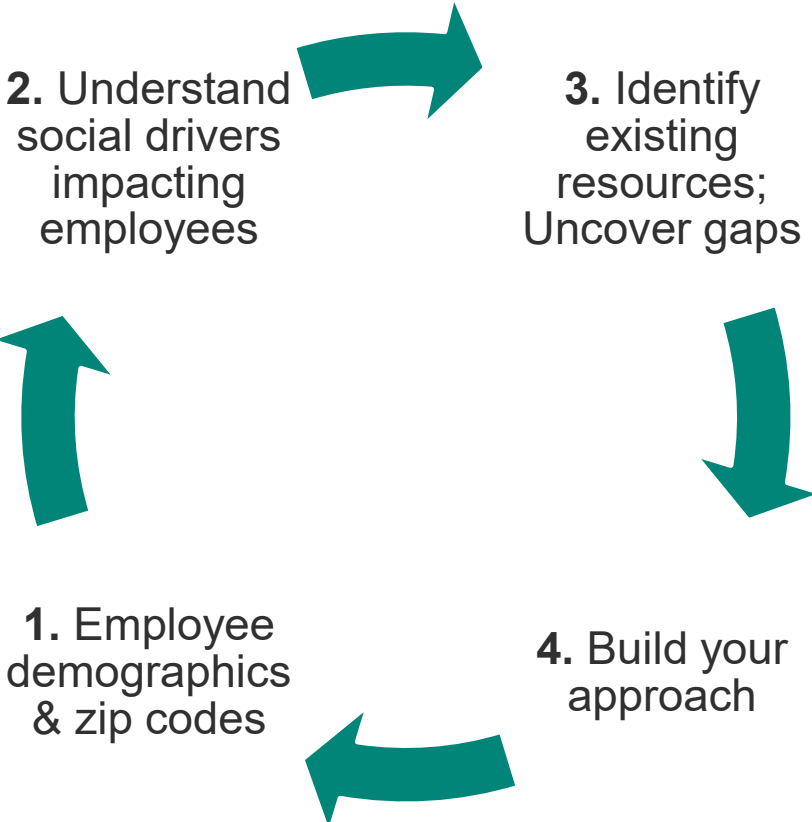 2. Understand
social drivers
impacting
employees
3. Identify
existing
resources;
Uncover gaps
1. Employee
demographics
& zip codes
4. Build your
approach